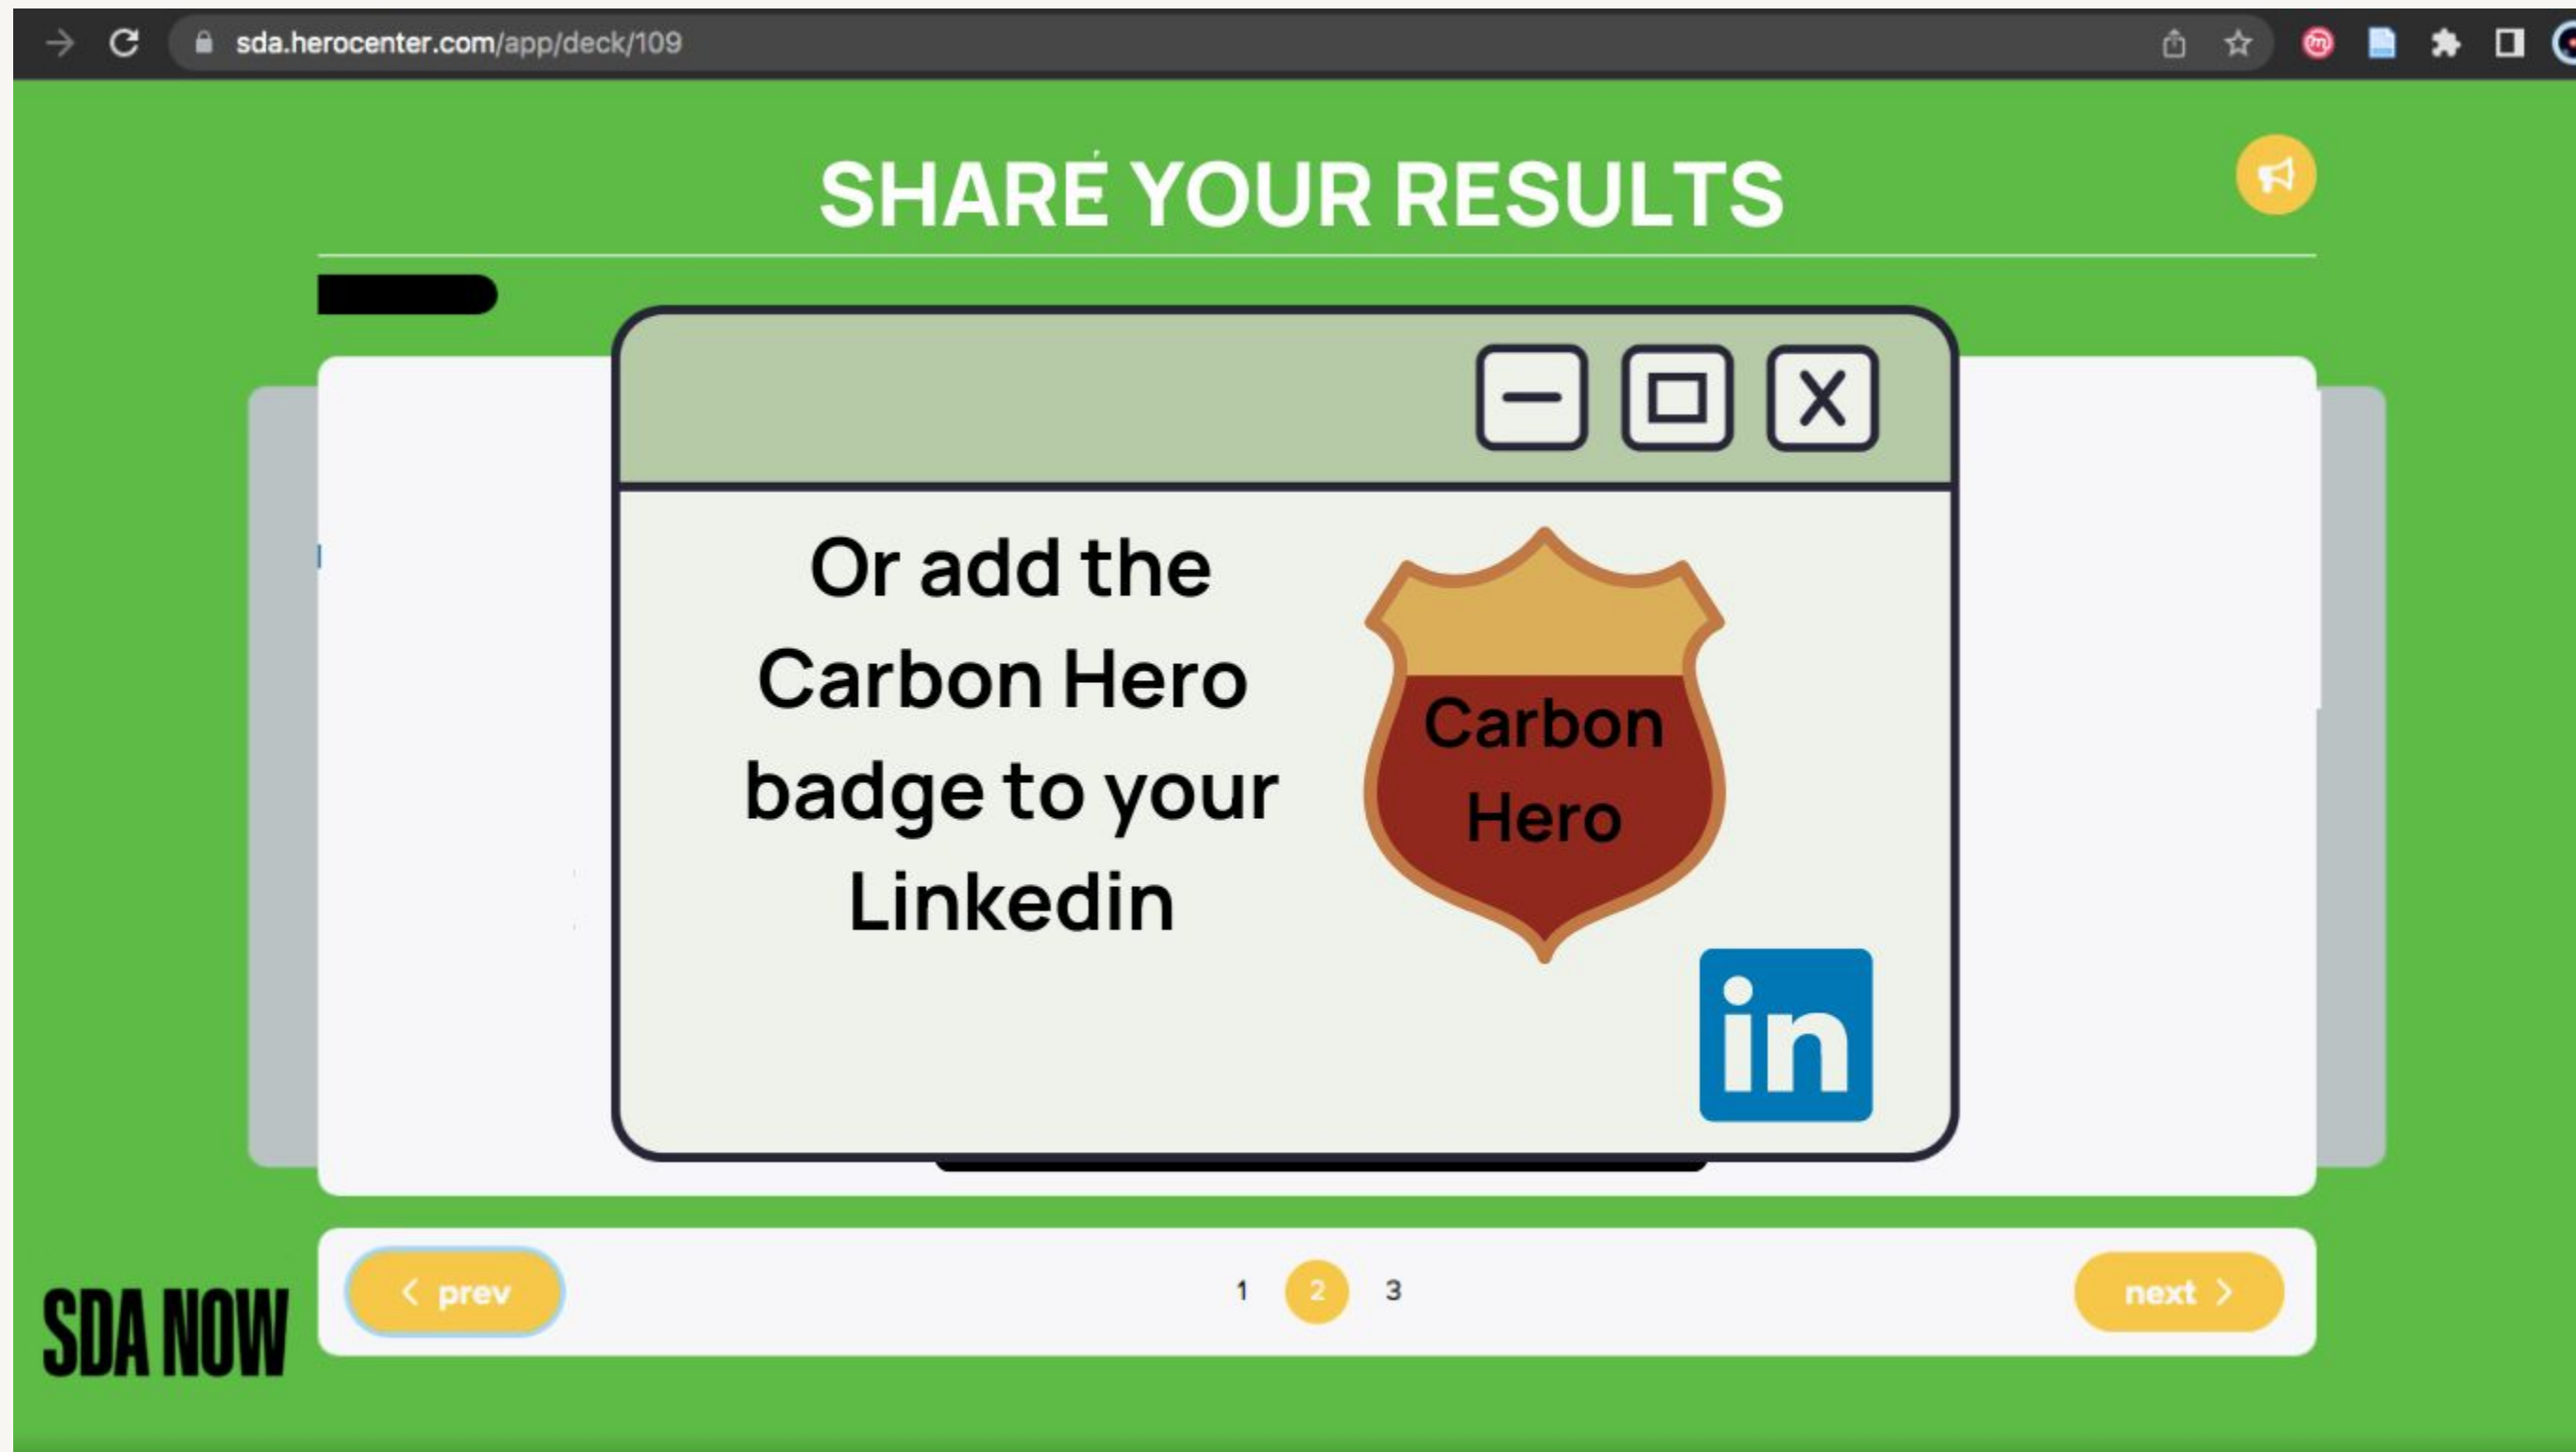 sda.herocenter.com/app/deck/109
SHARE YOUR RESULTS
Or add the
Carbon Hero
badge to your
Linkedin
Carbon
Hero
in
prev
1 2 3
next
SDA NOW